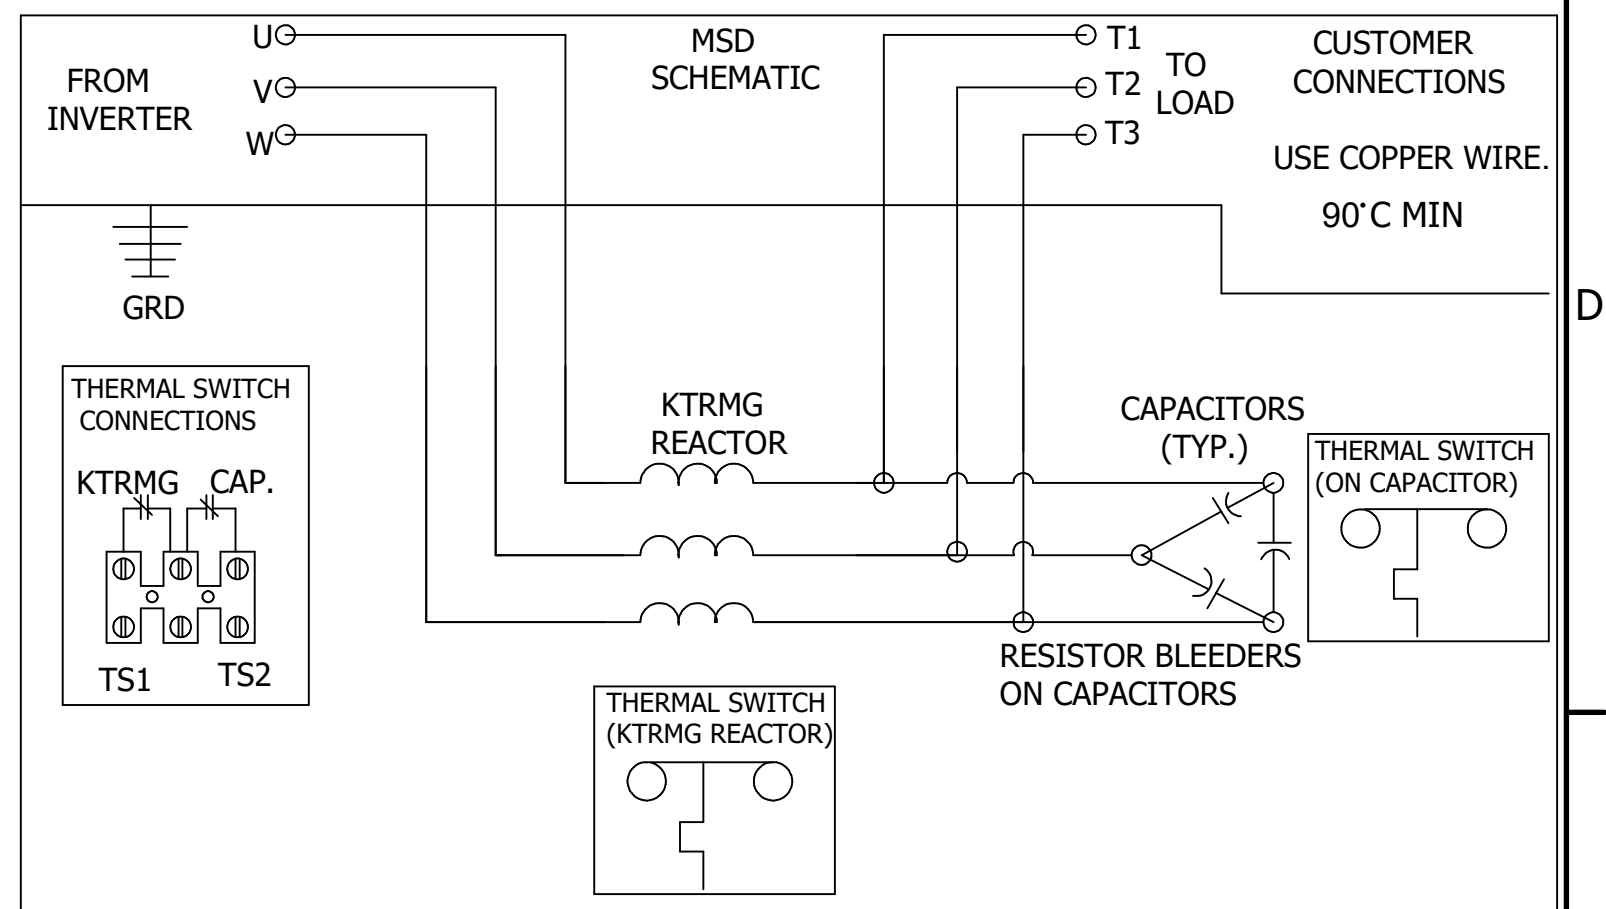 U
V
W
FROM
INVERTER
MSD
SCHEMATIC
T1
T2
T3
TO
LOAD
CUSTOMER
CONNECTIONS
USE COPPER WIRE.
90°C MIN
GRD
D
THERMAL SWITCH
CONNECTIONS
KTRMG CAP.
TS1 TS2
KTRMG
REACTOR
CAPACITORS
(TYP.)
THERMAL SWITCH
(ON CAPACITOR)
RESISTOR BLEEDERS
ON CAPACITORS
THERMAL SWITCH
(KTRMG REACTOR)